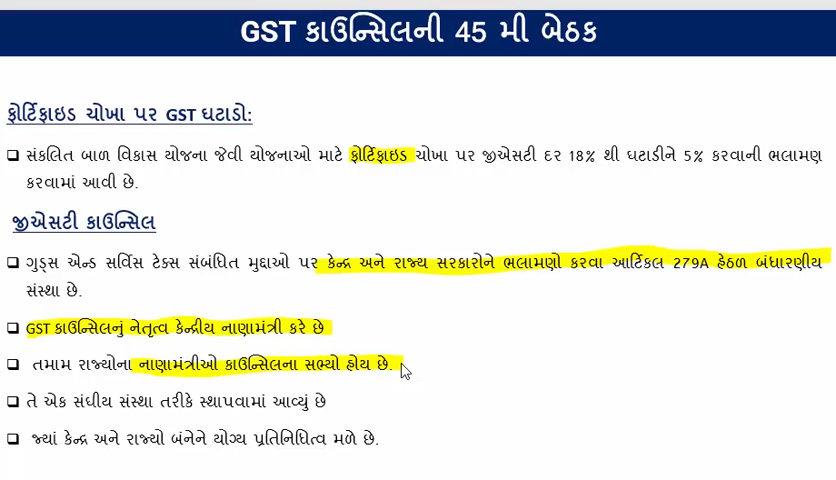 GST કાઉન્સિલની 45 મી બેઠક
ફોર્ટિફાઇડ ચોખા પર GST ઘટાડો:
સંકલિત બાળ વિકાસ યોજના જેવી યોજનાઓ માટે ફોર્ટિફાઇડ ચોખા પર જીએસટી દર 18% થી ઘટાડીને 5% કરવાની ભલામણ
કરવામાં આવી છે.
જીએસટી કાઉન્સિલ
ગુડ્સ એન્ડ સર્વિસ ટેક્સ સંબંધિત મુદ્દાઓ પર કેન્દ્ર અને રાજ્ય સરકારોને ભલામણો કરવા આર્ટિકલ 279A હેઠળ બંધારણીય
સંસ્થા છે.
GST કાઉન્સિલનું નેતૃત્વ કેન્દ્રીય નાણામંત્રી કરે છે
તમામ રાજ્યોના નાણામંત્રીઓ કાઉન્સિલના સભ્યો હોય છે.
તે એક સંઘીય સંસ્થા તરીકે સ્થાપવામાં આવ્યું છે
જ્યાં કેન્દ્ર અને રાજ્યો બંનેને યોગ્ય પ્રતિનિધિત્વ મળે છે.